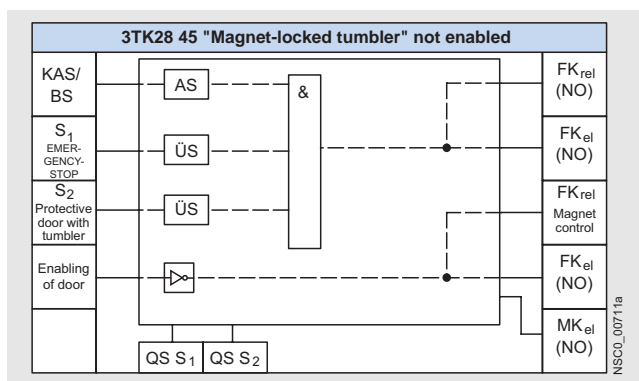 3TK28 45 "Magnet-locked tumbler" not enabled
KAS/
BS
S1
EMER-
GENCY-
STOP
S2
Protective
door with
tumbler
Enabling
of door
AS
ÜS
ÜS
&
QS S1
QS S2
FKrel
(NO)
FKel
(NO)
FKrel
Magnet
control
FKel
(NO)
MKel
(NO)
NSC0_00711a